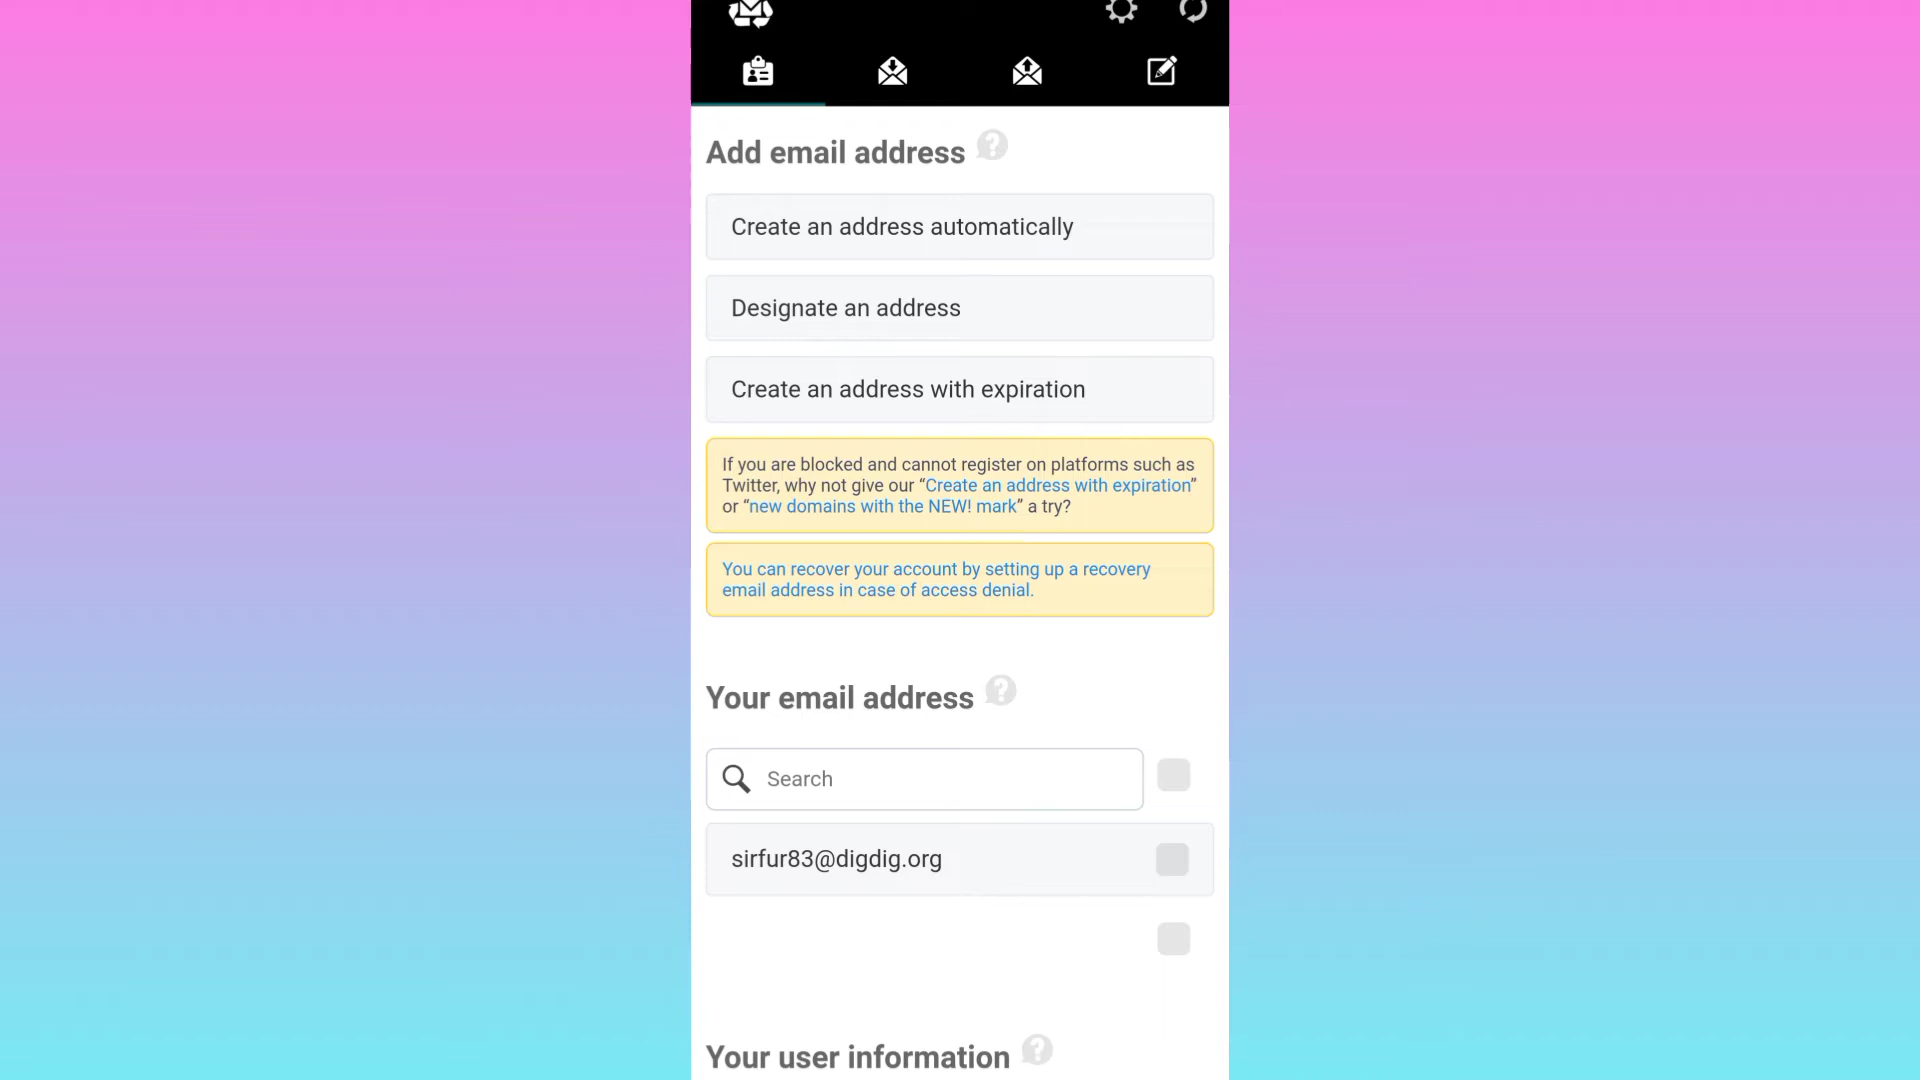 Add email address
Create an address automatically
Designate an address
Create an address with expiration
If you are blocked and cannot register on platforms such as
Twitter, why not give our “Create an address with expiration”
or “new domains with the NEW! mark” a try?
You can recover your account by setting up a recovery
email address in case of access denial.
Your email address
Search
sirfur83@digdig.org
Your user information